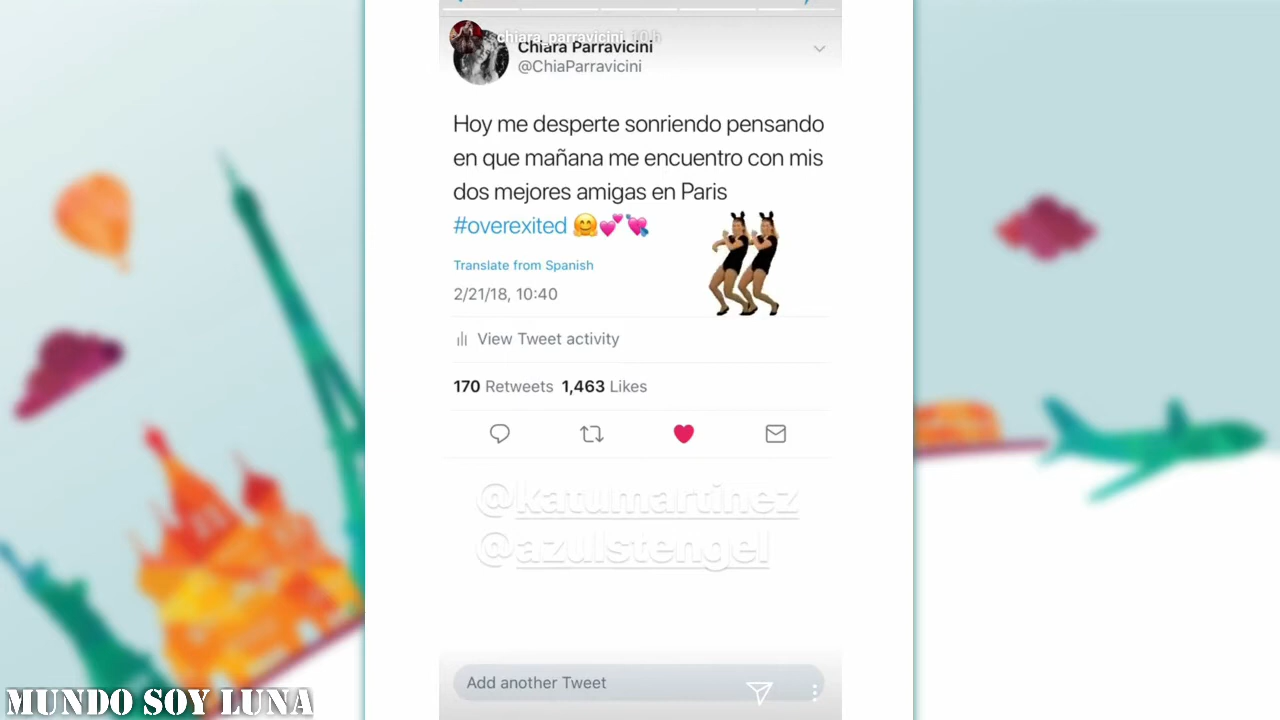 chiara_parravicini 10 h
Chiara Parravicini
@ChiaParravicini
Hoy me desperte sonriendo pensando
en que mañana me encuentro con mis
dos mejores amigas en Paris
#overexited 🤗💕💘
Translate from Spanish
2/21/18, 10:40
View Tweet activity
170 Retweets 1,463 Likes
@katumartinez
@azulstengel
Add another Tweet
MUNDO SOY LUNA